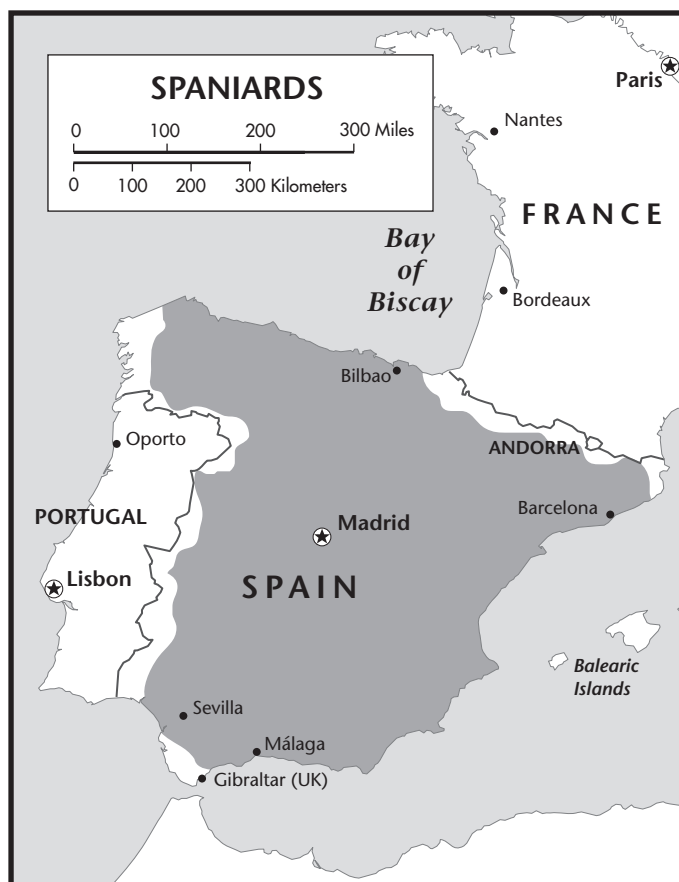 SPANIARDS
0 100 200 300 Miles
0 100 200 300 Kilometers
Paris
Nantes
FRANCE
Bay
of
Biscay
Bordeaux
Bilbao
Oporto
ANDORRA
PORTUGAL
Barcelona
Madrid
Lisbon
SPAIN
Balearic
Islands
Sevilla
Málaga
Gibraltar (UK)